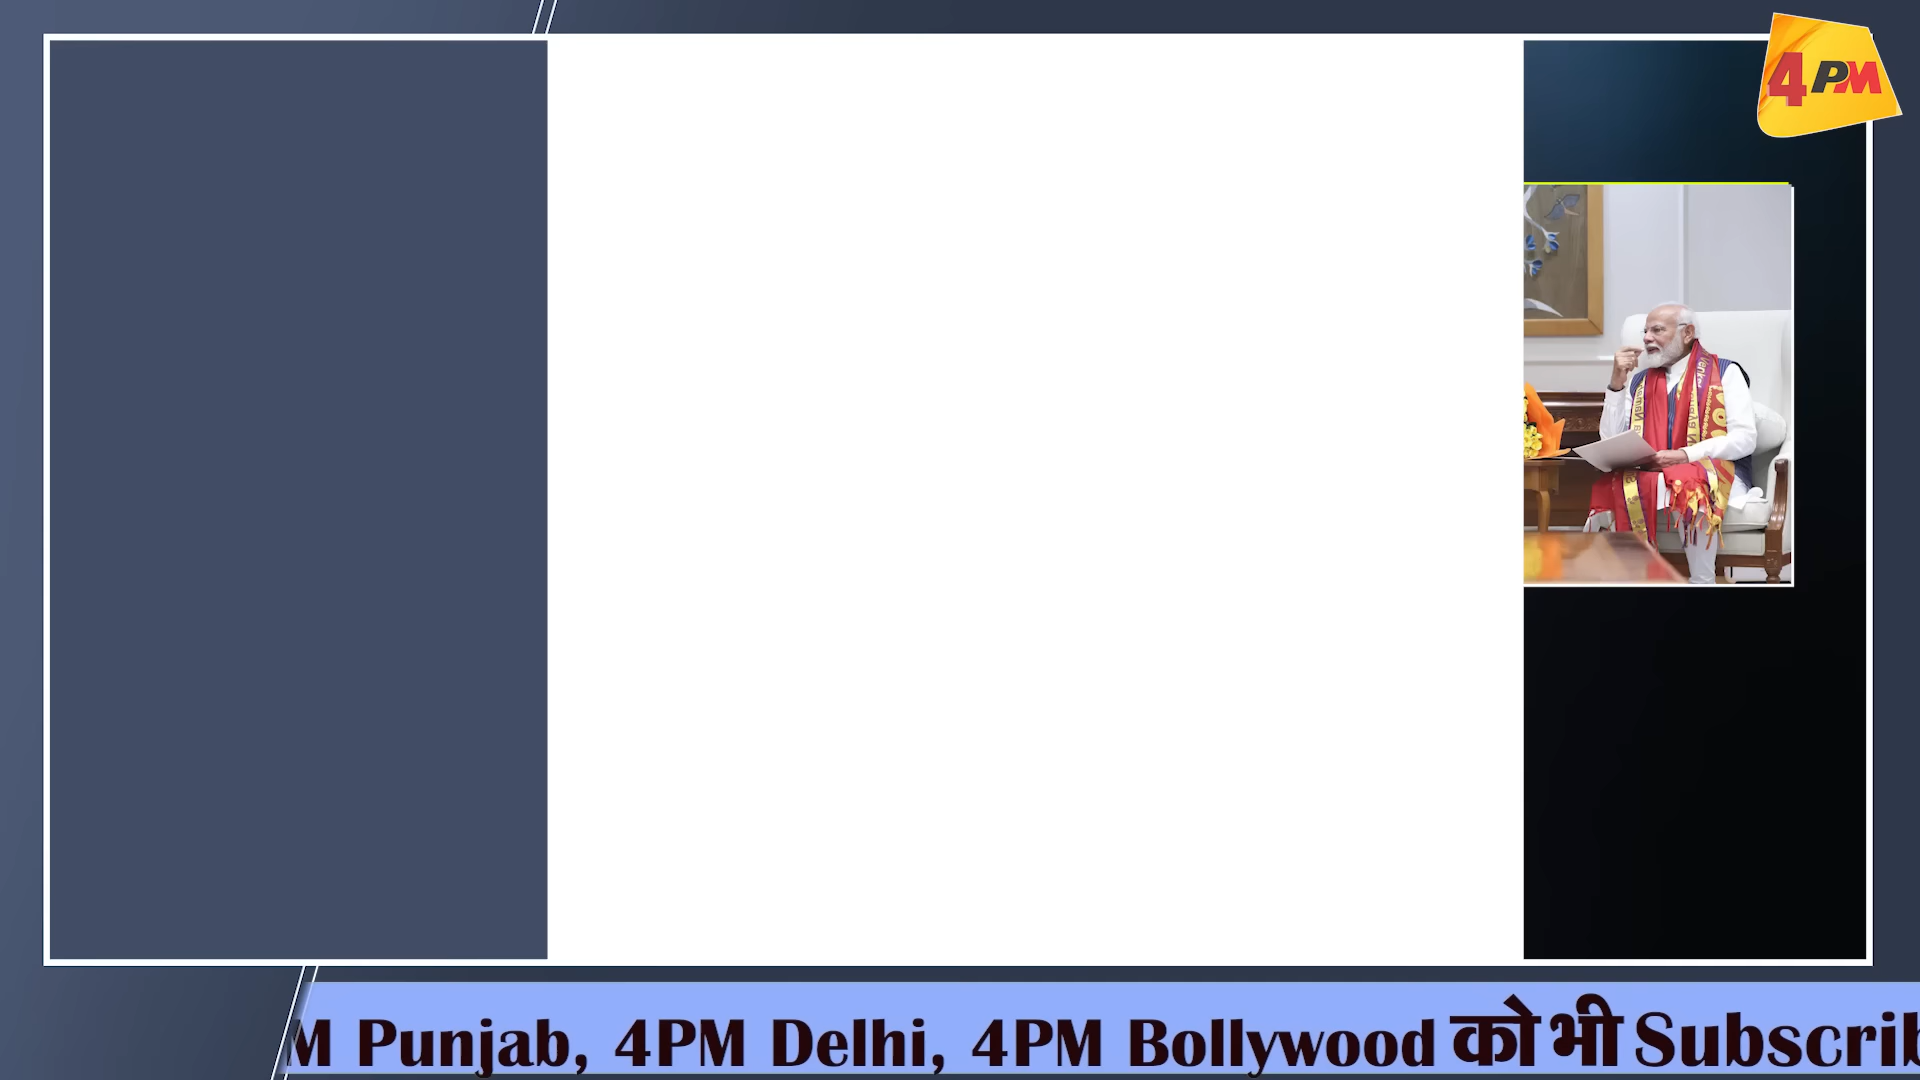 4PM
M Punjab, 4PM Delhi, 4PM Bollywood को भी Subscrib